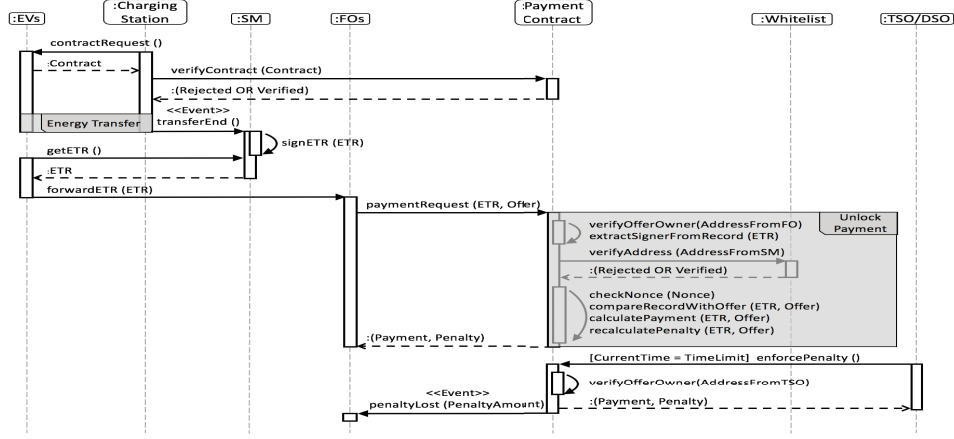 :EVs
:Charging
Station
:SM
:FOs
:Payment
Contract
:Whitelist
:TSO/DSO
contractRequest ()
:Contract
verifyContract (Contract)
:(Rejected OR Verified)
<<Event>>
Energy Transfer
transferEnd ()
signETR (ETR)
getETR ()
:ETR
forwardETR (ETR)
paymentRequest (ETR, Offer)
Unlock
Payment
verifyOfferOwner(AddressFromFO)
extractSignerFromRecord (ETR)
verifyAddress (AddressFromSM)
:(Rejected OR Verified)
checkNonce (Nonce)
compareRecordWithOffer (ETR, Offer)
calculatePayment (ETR, Offer)
recalculatePenalty (ETR, Offer)
:(Payment, Penalty)
[CurrentTime = TimeLimit] enforcePenalty ()
verifyOfferOwner(AddressFromTSO)
<<Event>>
penaltyLost (PenaltyAmount)
:(Payment, Penalty)